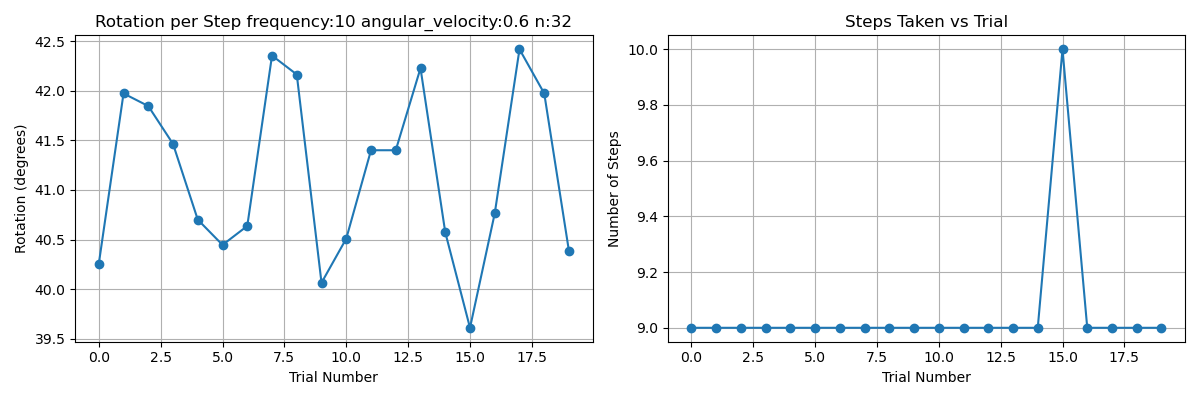 Rotation per Step frequency:10 angular_velocity:0.6 n:32
42.5
42.0
41.5
41.0
40.5
40.0
39.5
Rotation (degrees)
0.0 2.5 5.0 7.5 10.0 12.5 15.0 17.5
Trial Number
Steps Taken vs Trial
10.0
9.8
9.6
9.4
9.2
9.0
Number of Steps
0.0 2.5 5.0 7.5 10.0 12.5 15.0 17.5
Trial Number